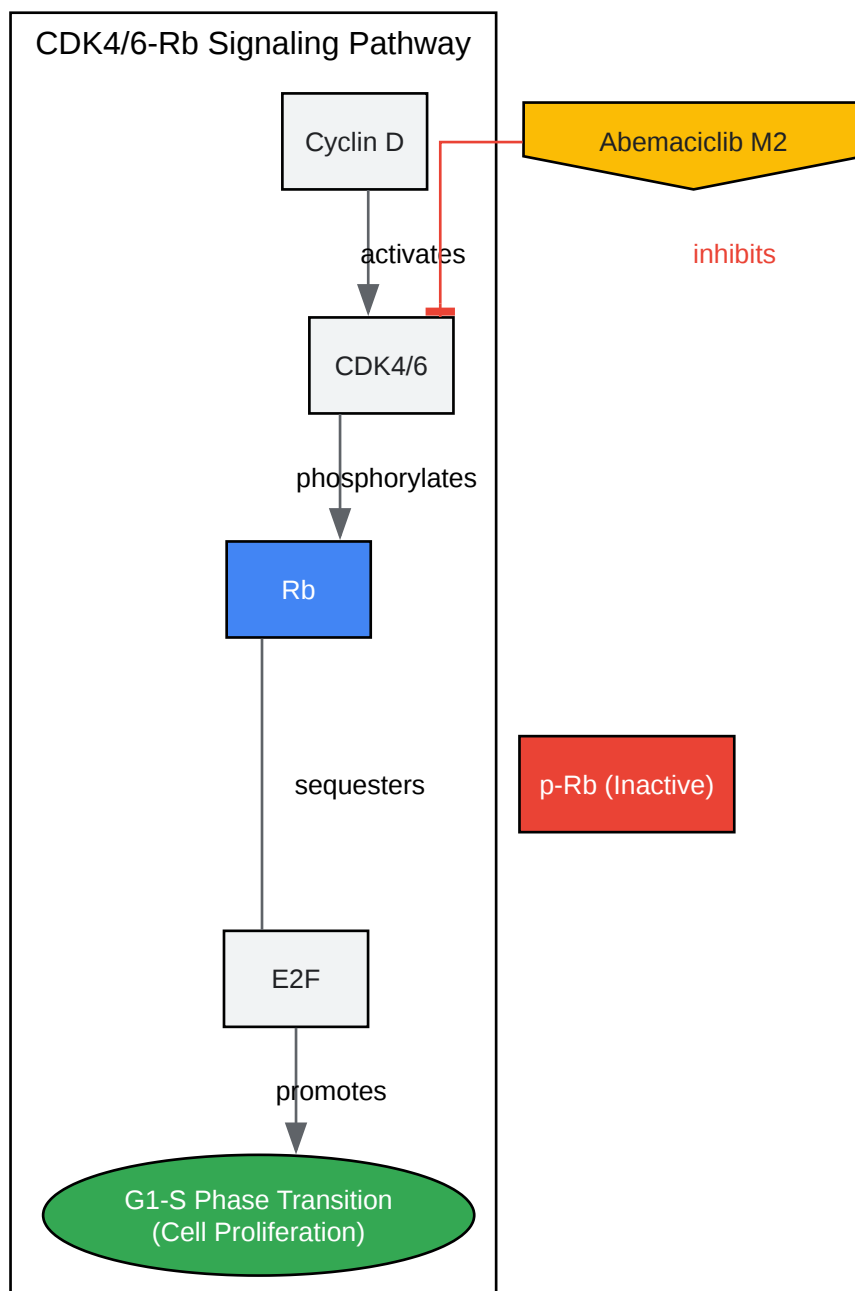 CDK4/6-Rb Signaling Pathway
Cyclin D
Abemaciclib M2
activates
inhibits
CDK4/6
phosphorylates
Rb
sequesters
p-Rb (Inactive)
E2F
promotes
G1-S Phase Transition
(Cell Proliferation)